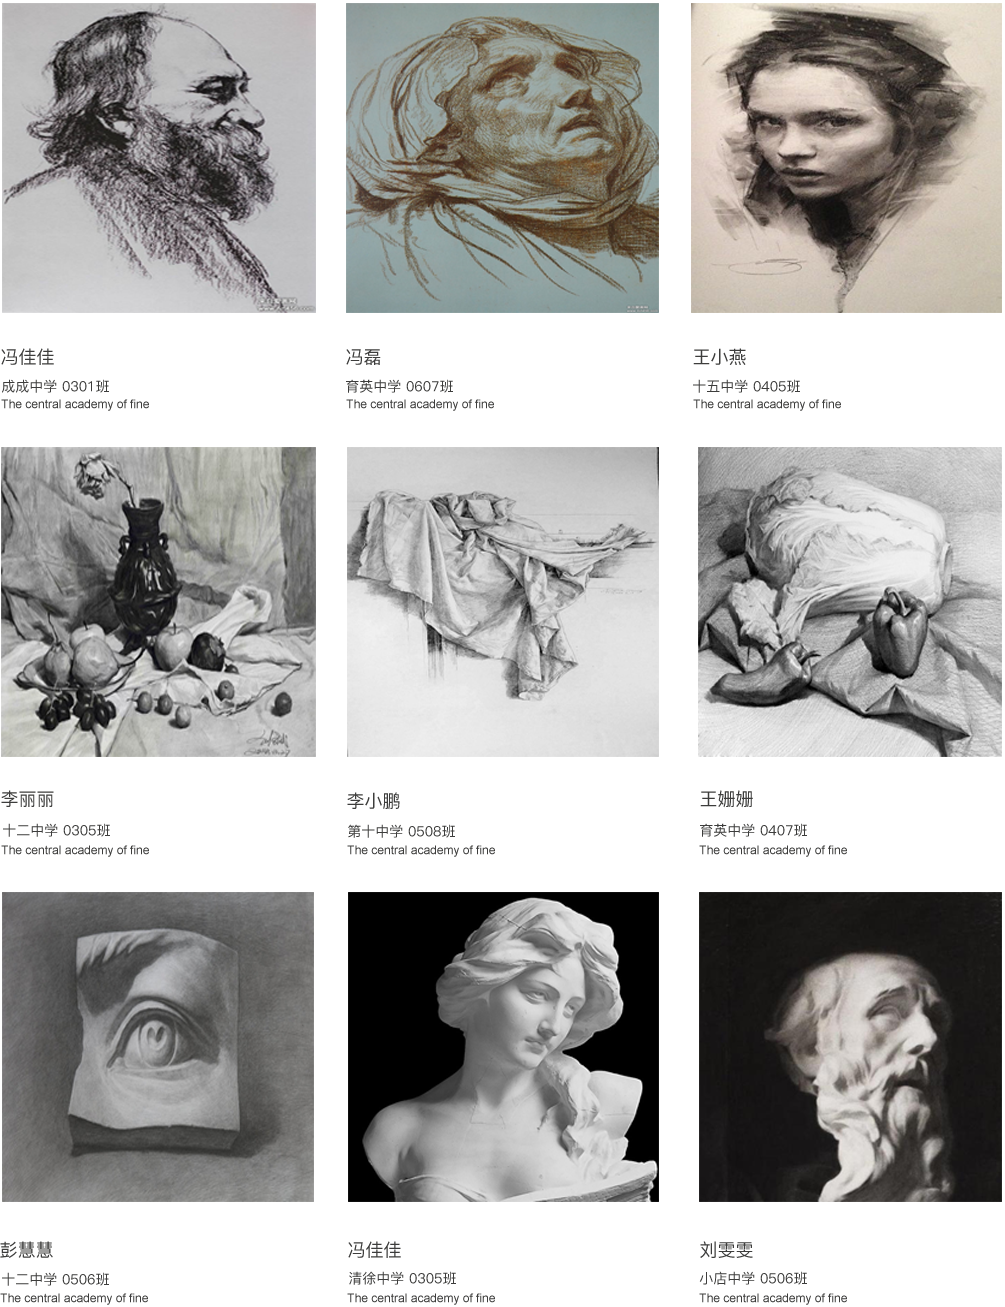 冯佳佳
成成中学 0301班
The central academy of fine
冯磊
育英中学 0607班
The central academy of fine
王小燕
十五中学 0405班
The central academy of fine
李丽丽
十二中学 0305班
The central academy of fine
李小鹏
第十中学 0508班
The central academy of fine
王姗姗
育英中学 0407班
The central academy of fine
彭慧慧
十二中学 0506班
The central academy of fine
冯佳佳
清徐中学 0305班
The central academy of fine
刘雯雯
小店中学 0506班
The central academy of fine